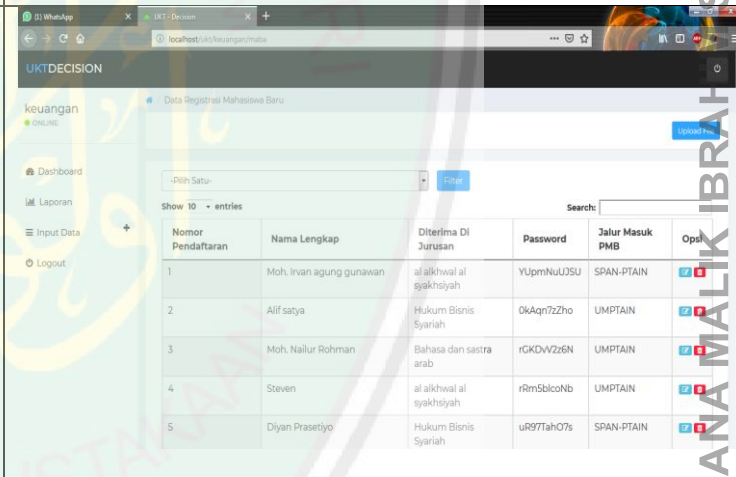 (1) WhatsApp
UKT - Decision
localhost/ukt/keuangan/maba
UKTDECISION
keuangan
ONLINE
Data Registrasi Mahasiswa Baru
Upload File
Dashboard
Laporan
Input Data
Logout
-Pilih Satu-
Filter
Show 10 entries
Search:
Nomor Pendaftaran
Nama Lengkap
Diterima Di Jurusan
Password
Jalur Masuk PMB
Opsi
1 Moh. Irvan agung gunawan al alkhwal al syakhsiyah YUpmNuUJSU SPAN-PTAIN
2 Alif satya Hukum Bisnis Syariah 0kAqn7zZho UMPTAIN
3 Moh. Nailur Rohman Bahasa dan sastra arab rGKDvV2z6N UMPTAIN
4 Steven al alkhwal al syakhsiyah rRm5blcoNb UMPTAIN
5 Diyan Prasetiyo Hukum Bisnis Syariah uR97TahO7s SPAN-PTAIN
ANA MALIK IBRAH